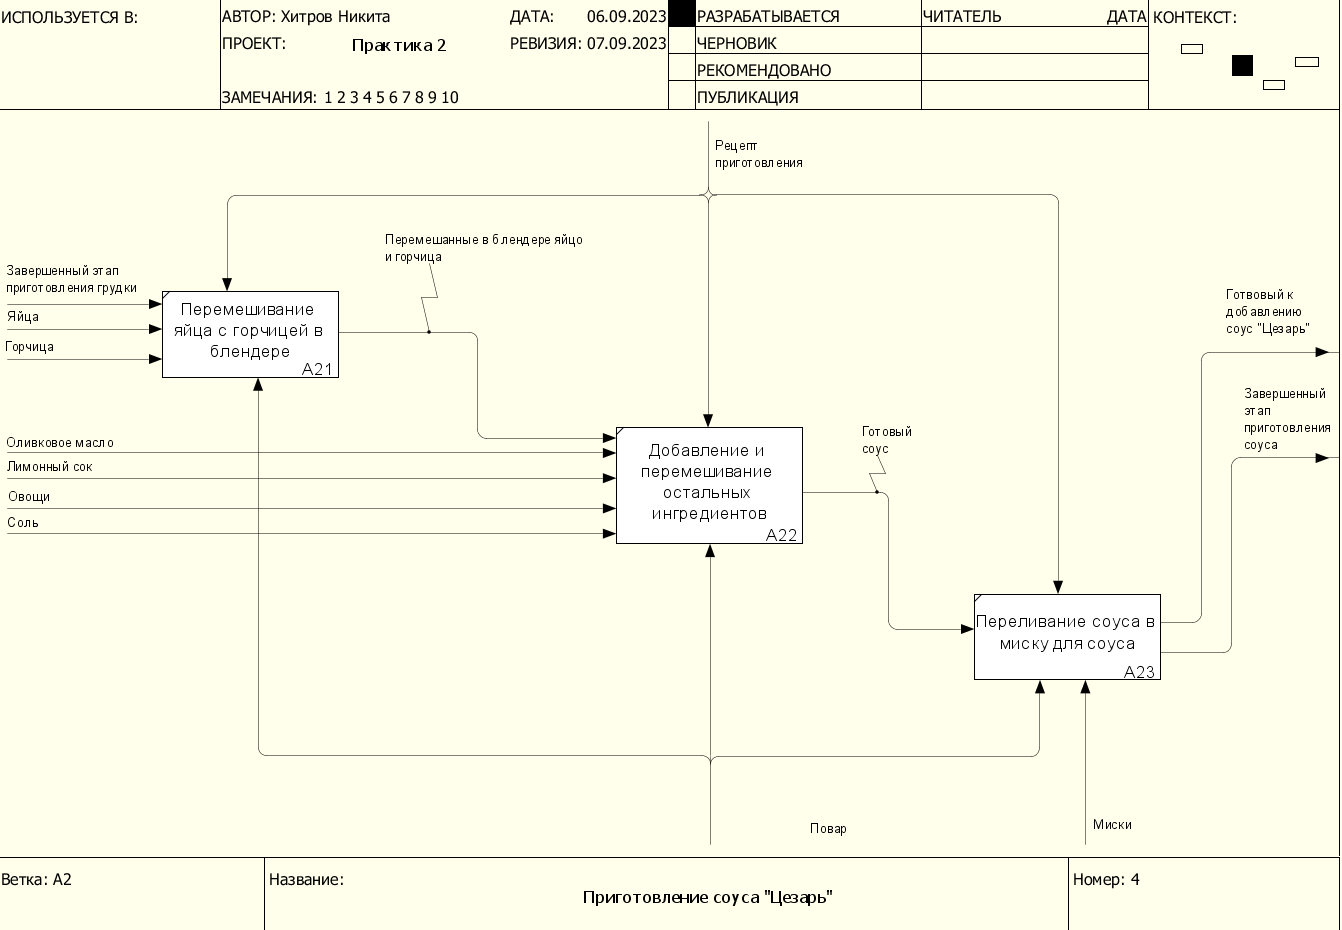 ИСПОЛЬЗУЕТСЯ В:
АВТОР: Хитров Никита
ДАТА: 06.09.2023
ПРОЕКТ: Практика 2
РЕВИЗИЯ: 07.09.2023
ЗАМЕЧАНИЯ: 1 2 3 4 5 6 7 8 9 10
РАЗРАБАТЫВАЕТСЯ
ЧЕРНОВИК
РЕКОМЕНДОВАНО
ПУБЛИКАЦИЯ
ЧИТАТЕЛЬ
ДАТА
КОНТЕКСТ:
Рецепт
приготовления
Перемешанные в блендере яйцо
и горчица
Завершенный этап
приготовления грудки
Яйца
Горчица
Перемешивание
яйца с горчицей в
блендере
A21
Готвовый к
добавлению
соус "Цезарь"
Завершенный
этап
приготовления
соуса
Оливковое масло
Лимонный сок
Овощи
Соль
Добавление и
перемешивание
остальных
ингредиентов
A22
Готовый
соус
Переливание соуса в
миску для соуса
A23
Повар
Миски
Ветка: A2
Название:
Приготовление соуса "Цезарь"
Номер: 4